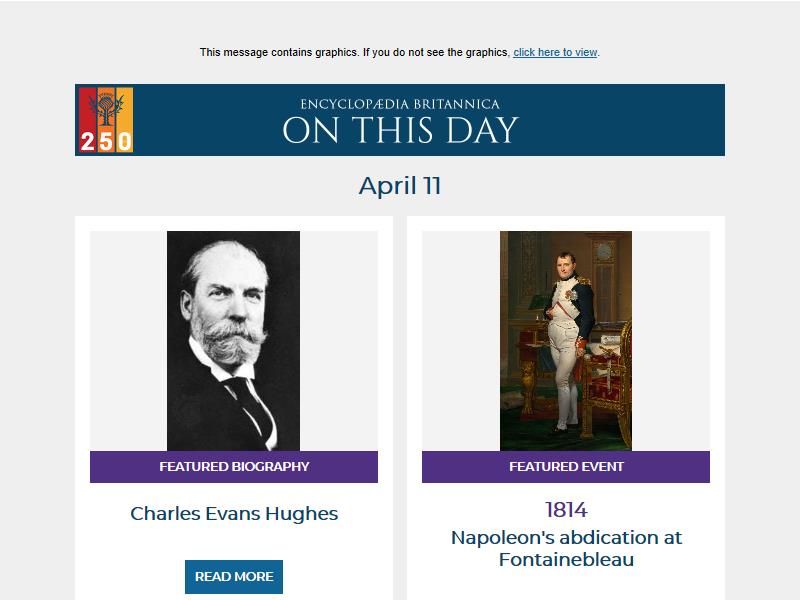 This message contains graphics. If you do not see the graphics, click here to view.
250
ENCYCLOPÆDIA BRITANNICA
ON THIS DAY
April 11
FEATURED BIOGRAPHY
Charles Evans Hughes
READ MORE
FEATURED EVENT
1814
Napoleon's abdication at
Fontainebleau